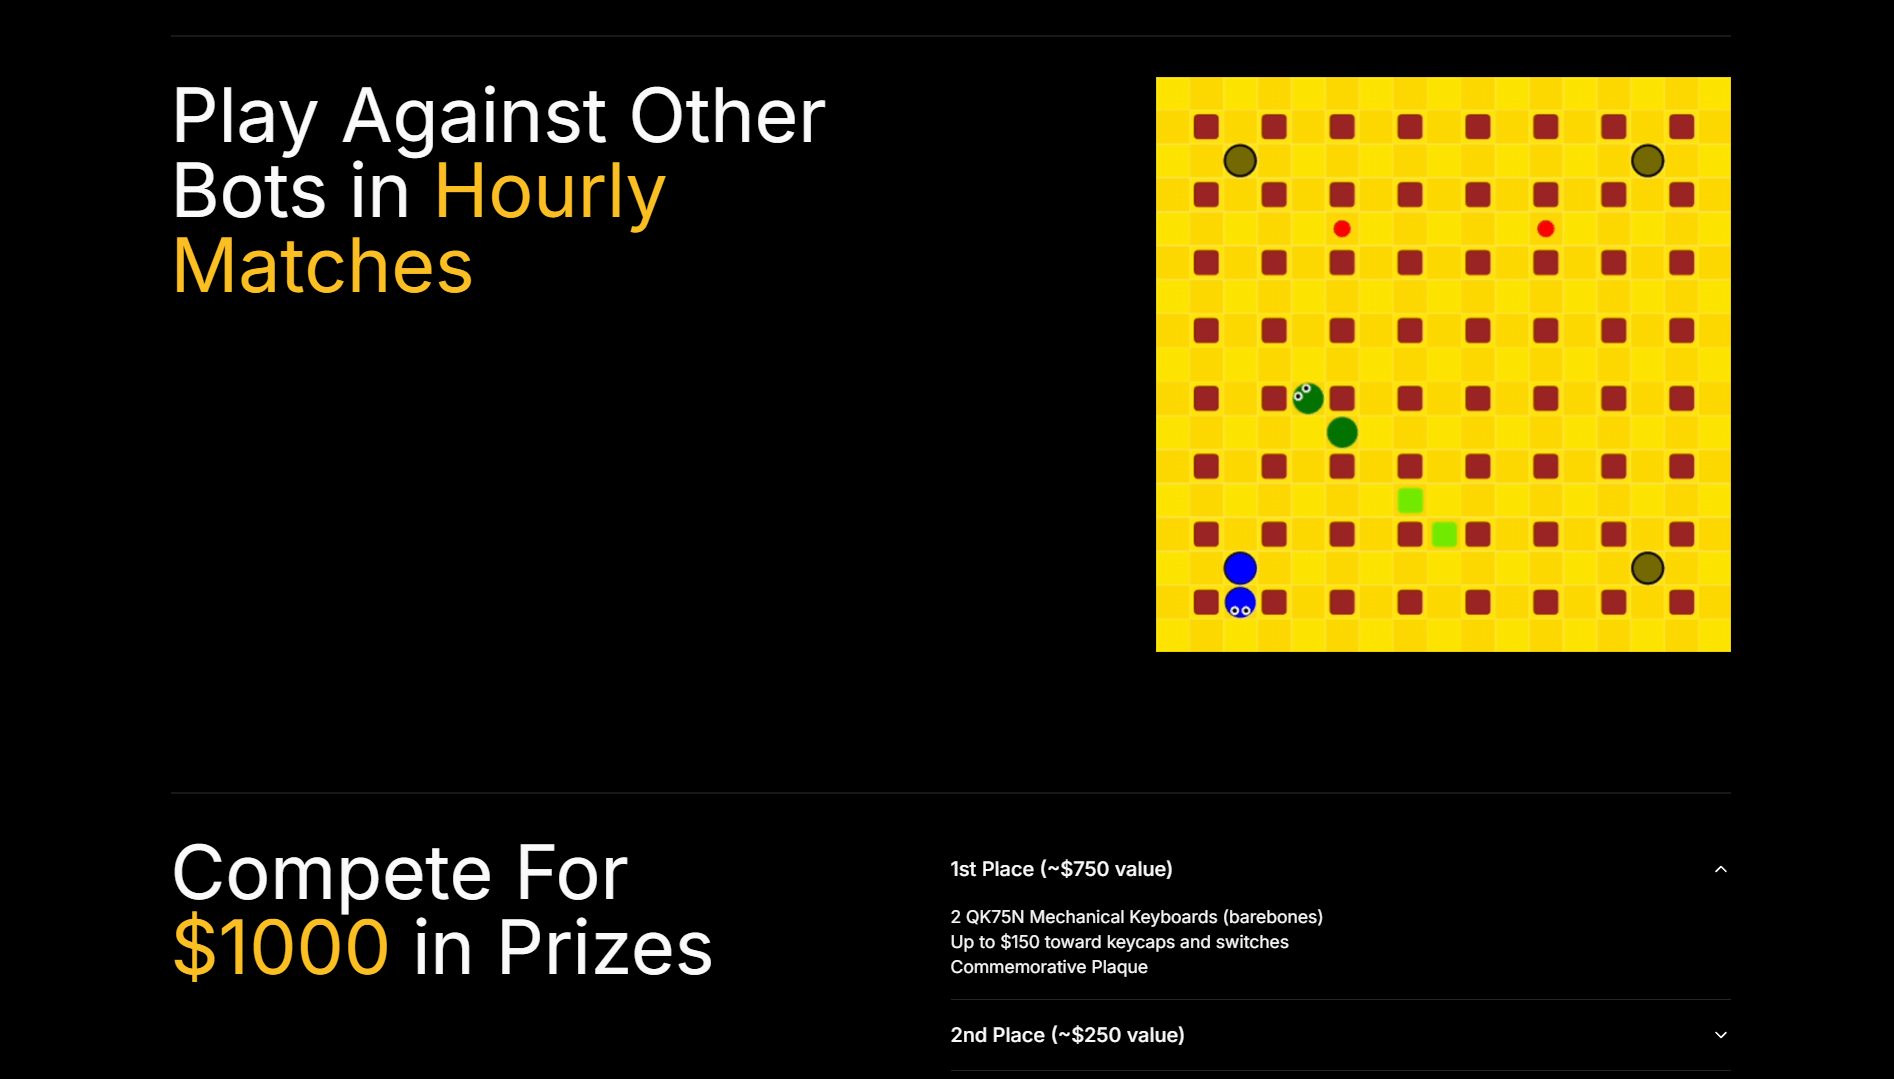 Play Against Other
Bots in Hourly
Matches
Compete For
$1000 in Prizes
1st Place (~$750 value)
2 QK75N Mechanical Keyboards (barebones)
Up to $150 toward keycaps and switches
Commemorative Plaque
2nd Place (~$250 value)